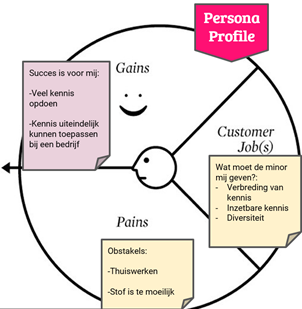 Persona
Profile
Gains
Succes is voor mij:
-Veel kennis
opdoen
-Kennis uiteindelijk
kunnen toepassen
bij een bedrijf
Customer
Job(s)
Wat moet de minor
mij geven?:
- Verbreding van
kennis
- Inzetbare kennis
- Diversiteit
Pains
Obstakels:
-Thuiswerken
-Stof is te moeilijk